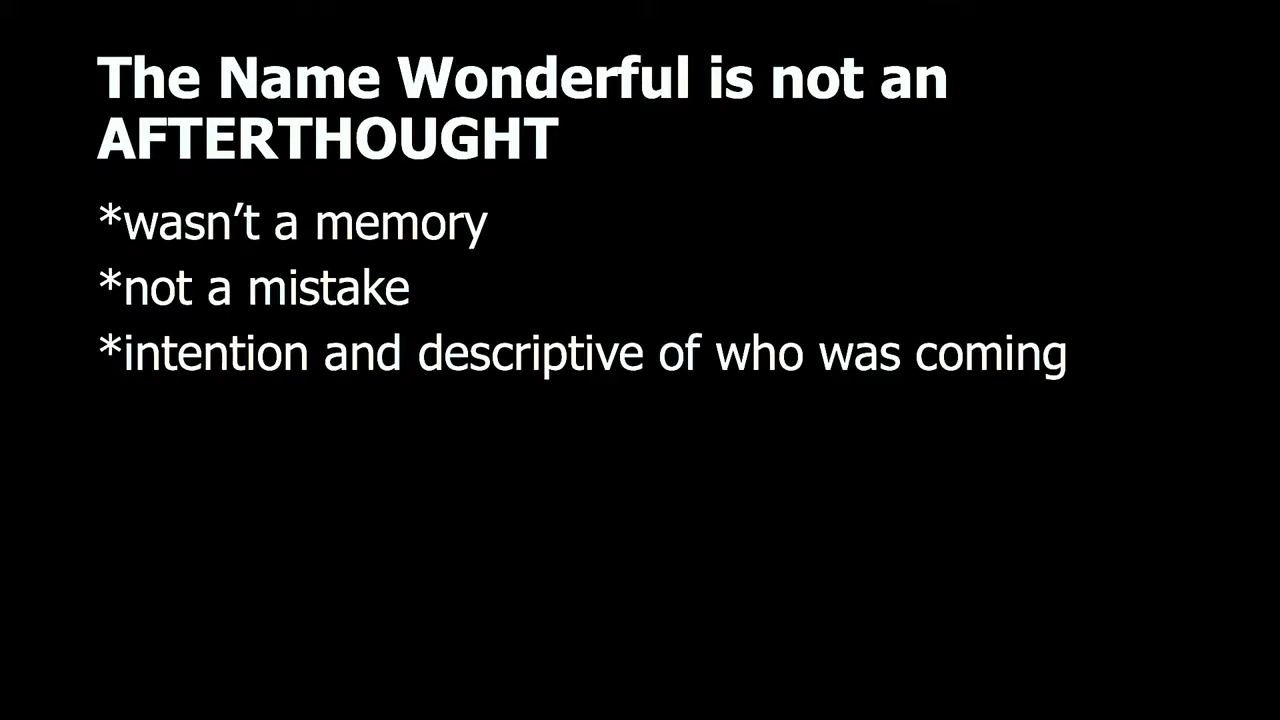 The Name Wonderful is not an
AFTERTHOUGHT
*wasn’t a memory
*not a mistake
*intention and descriptive of who was coming